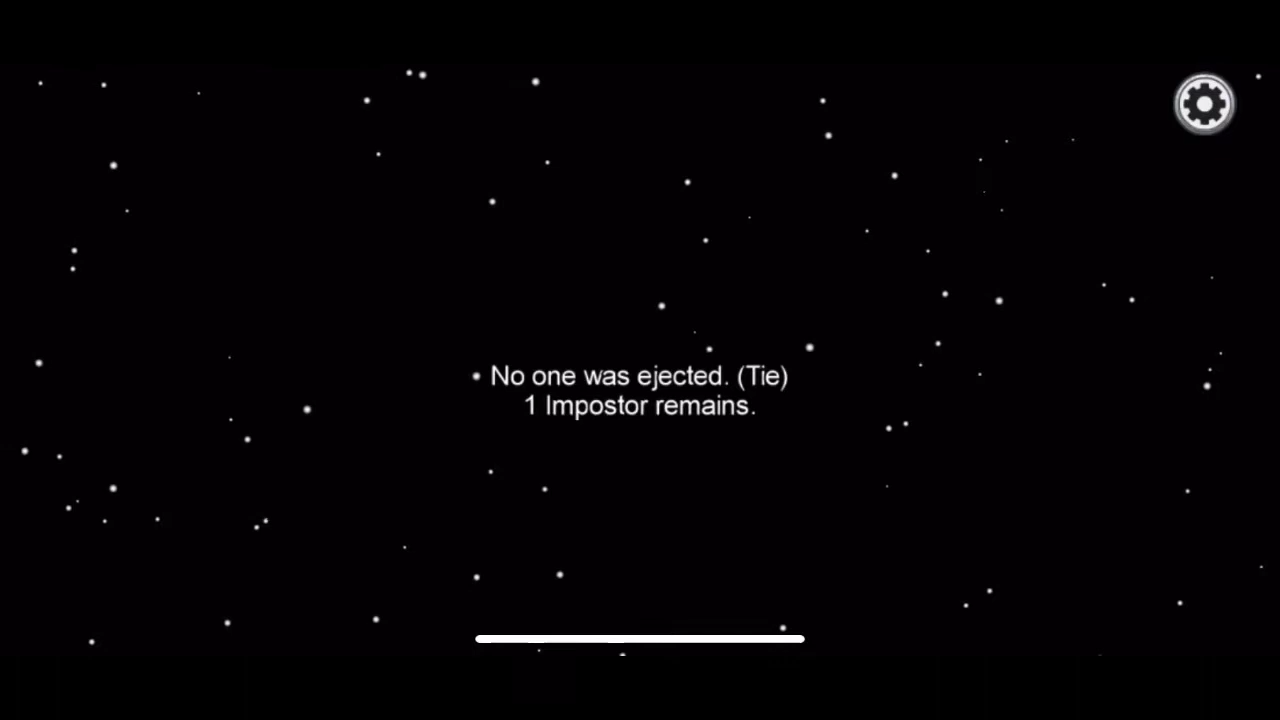 No one was ejected. (Tie)
1 Impostor remains.